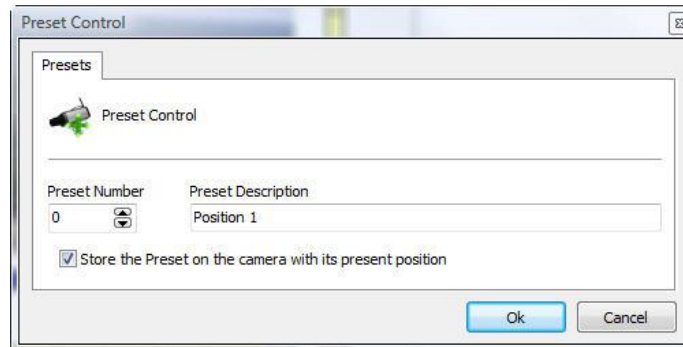 Preset Control
Presets
Preset Control
Preset Number Preset Description
0 Position 1
Store the Preset on the camera with its present position
Ok Cancel